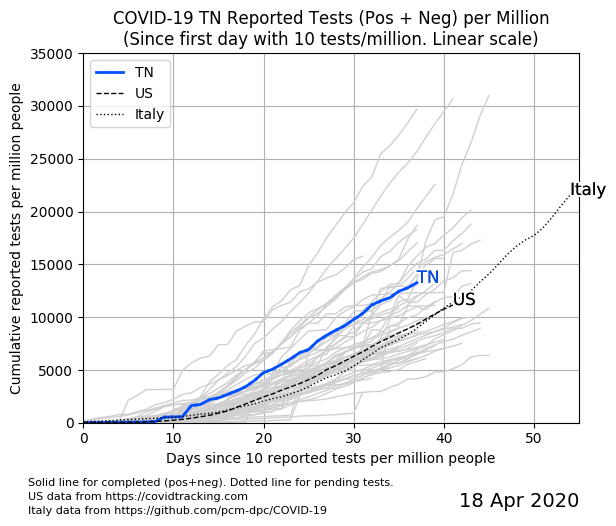 COVID-19 TN Reported Tests (Pos + Neg) per Million
(Since first day with 10 tests/million. Linear scale)
TN
US
Italy
35000
30000
25000
20000
15000
10000
5000
0
Cumulative reported tests per million people
Italy
TN
US
0 10 20 30 40 50
Days since 10 reported tests per million people
Solid line for completed (pos+neg). Dotted line for pending tests.
US data from https://covidtracking.com
Italy data from https://github.com/pcm-dpc/COVID-19
18 Apr 2020